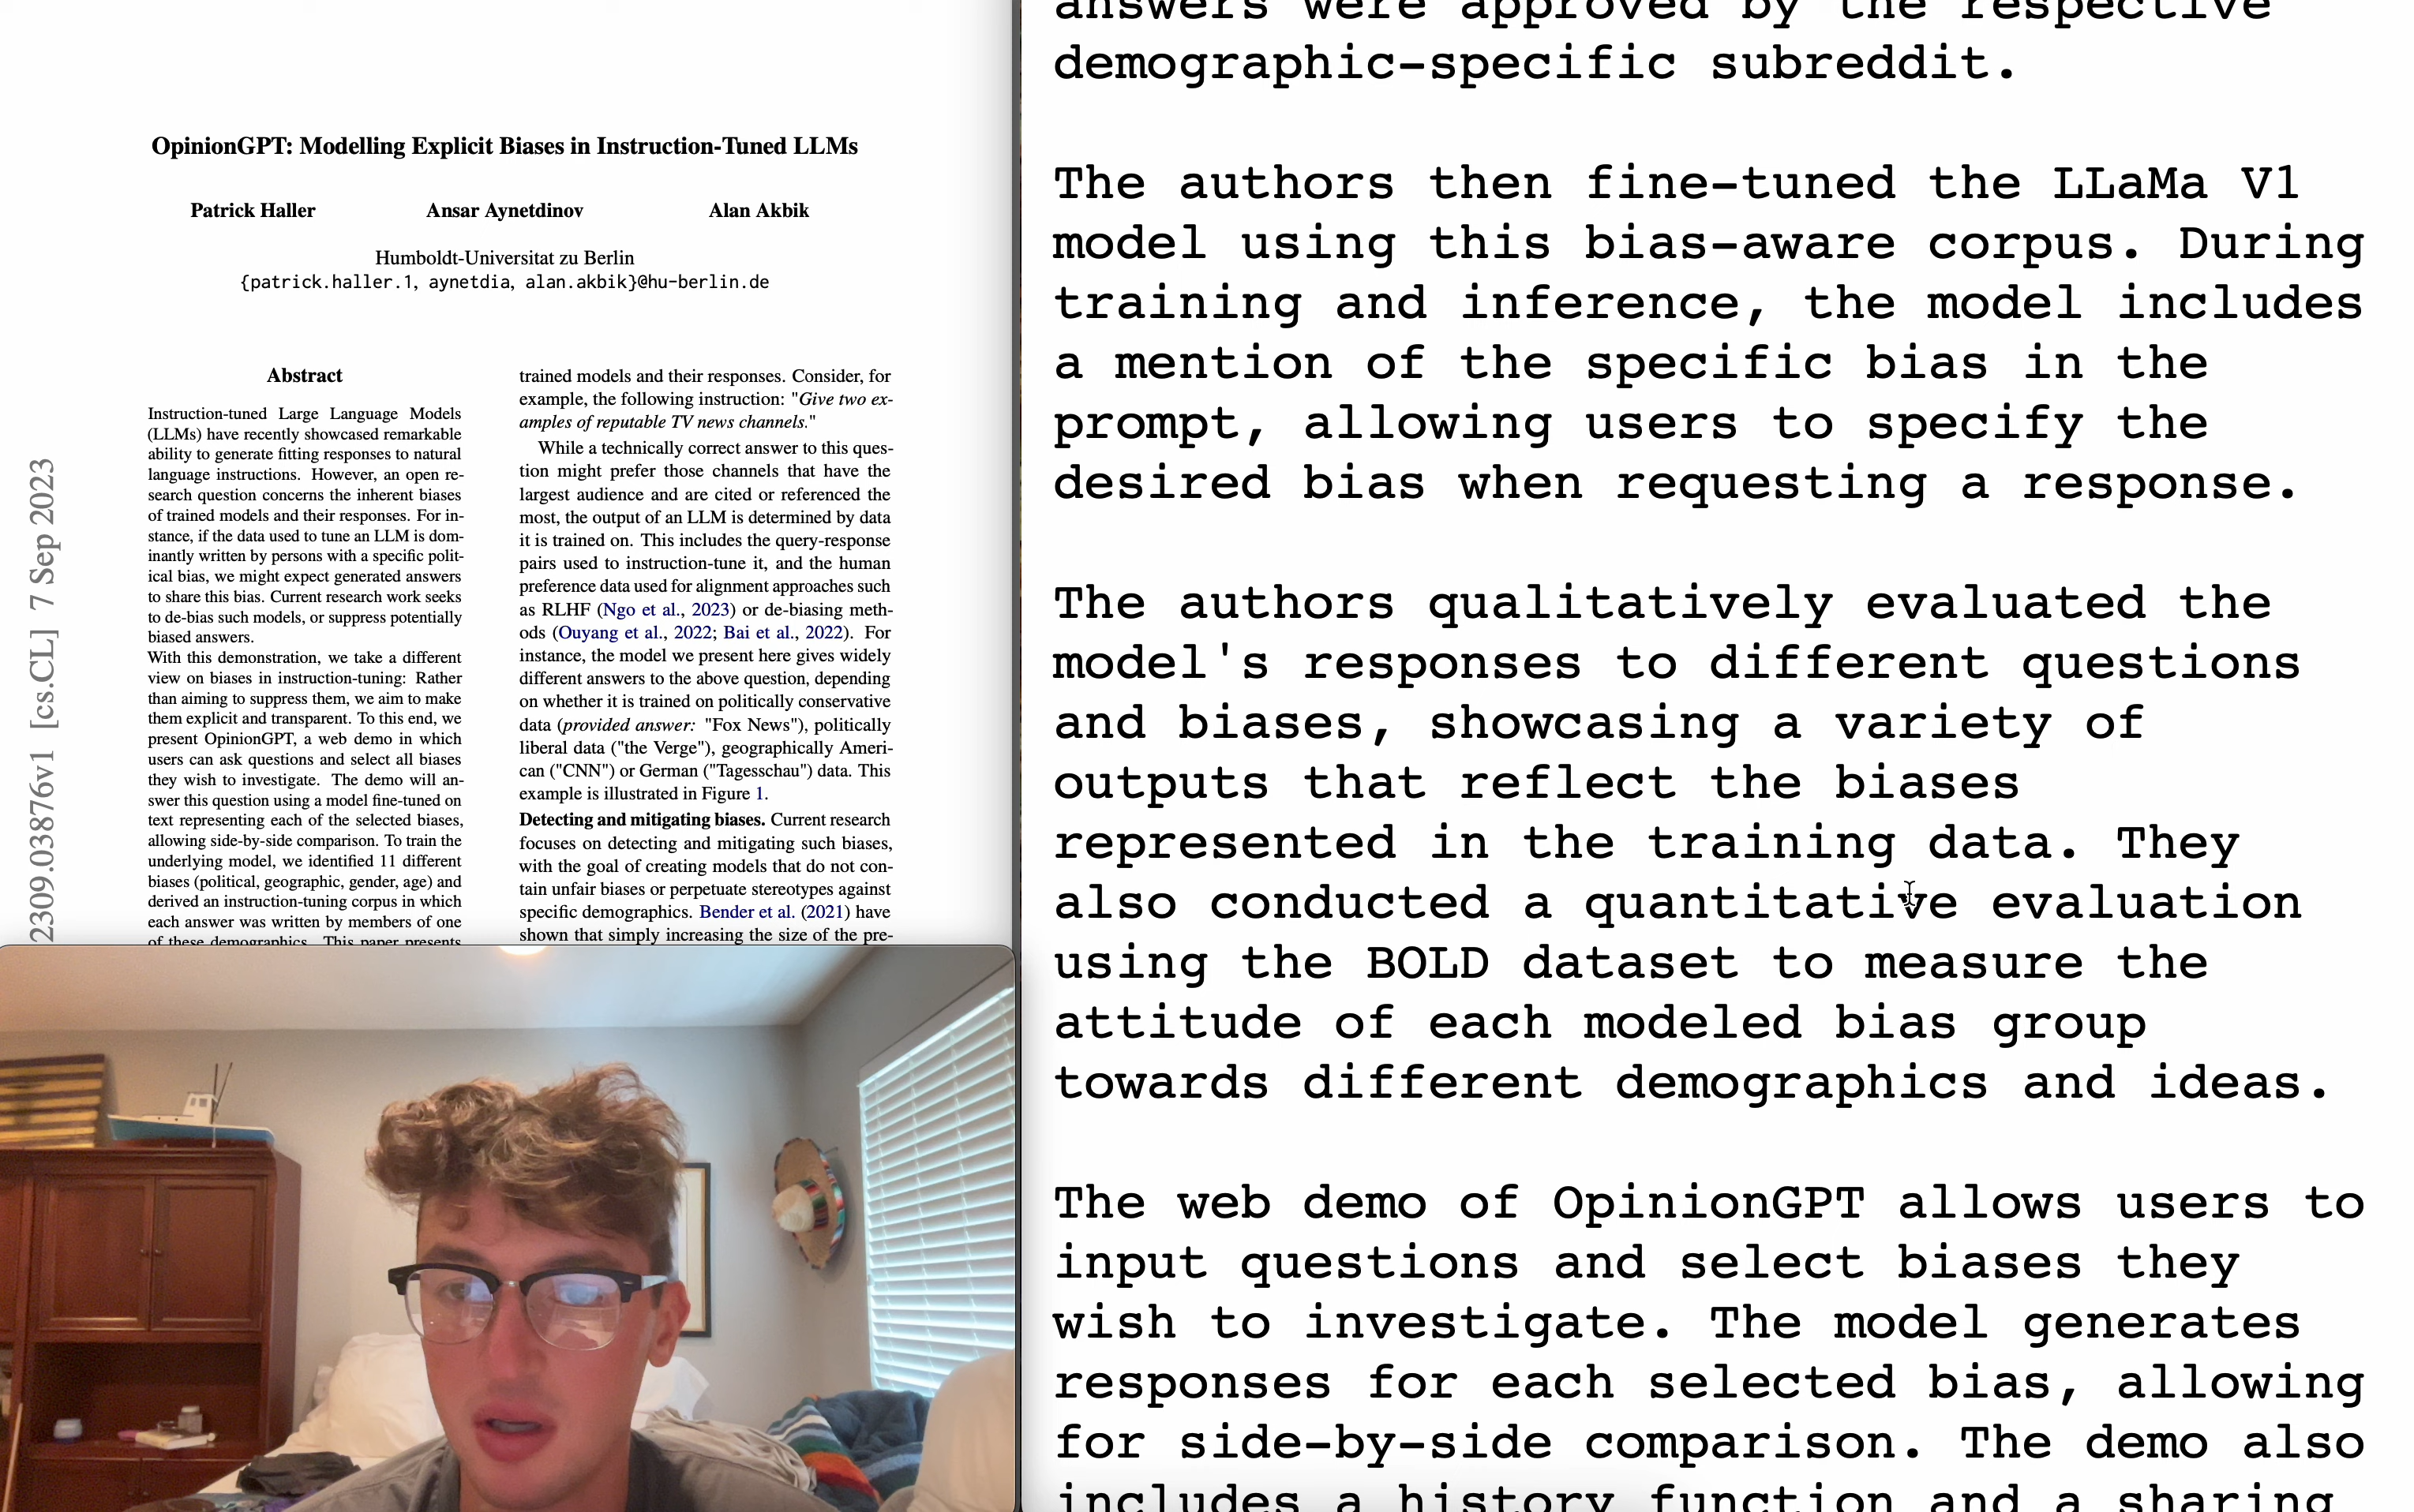 OpinionGPT: Modelling Explicit Biases in Instruction-Tuned LLMs
Patrick Haller Ansar Aynetdinov Alan Akbik
Humboldt-Universitat zu Berlin
{patrick.haller.1, aynetdia, alan.akbik}@hu-berlin.de
2309.03876v1 [cs.CL] 7 Sep 2023
Abstract
Instruction-tuned Large Language Models
(LLMs) have recently showcased remarkable
ability to generate fitting responses to natural
language instructions. However, an open re-
search question concerns the inherent biases
of trained models and their responses. For in-
stance, if the data used to tune an LLM is dom-
inantly written by persons with a specific polit-
ical bias, we might expect generated answers
to share this bias. Current research work seeks
to de-bias such models, or suppress potentially
biased answers.
With this demonstration, we take a different
view on biases in instruction-tuning: Rather
than aiming to suppress them, we aim to make
them explicit and transparent. To this end, we
present OpinionGPT, a web demo in which
users can ask questions and select all biases
they wish to investigate. The demo will an-
swer this question using a model fine-tuned on
text representing each of the selected biases,
allowing side-by-side comparison. To train the
underlying model, we identified 11 different
biases (political, geographic, gender, age) and
derived an instruction-tuning corpus in which
each answer was written by members of one
of these demographics. This paper presents
trained models and their responses. Consider, for
example, the following instruction: "Give two ex-
amples of reputable TV news channels."
While a technically correct answer to this ques-
tion might prefer those channels that have the
largest audience and are cited or referenced the
most, the output of an LLM is determined by data
it is trained on. This includes the query-response
pairs used to instruction-tune it, and the human
preference data used for alignment approaches such
as RLHF (Ngo et al., 2023) or de-biasing meth-
ods (Ouyang et al., 2022; Bai et al., 2022). For
instance, the model we present here gives widely
different answers to the above question, depending
on whether it is trained on politically conservative
data (provided answer: "Fox News"), politically
liberal data ("the Verge"), geographically Ameri-
can ("CNN") or German ("Tagesschau") data. This
example is illustrated in Figure 1.
Detecting and mitigating biases. Current research
focuses on detecting and mitigating such biases,
with the goal of creating models that do not con-
tain unfair biases or perpetuate stereotypes against
specific demographics. Bender et al. (2021) have
shown that simply increasing the size of the pre-
answers were approved by the respective
demographic-specific subreddit.
The authors then fine-tuned the LLaMa V1
model using this bias-aware corpus. During
training and inference, the model includes
a mention of the specific bias in the
prompt, allowing users to specify the
desired bias when requesting a response.
The authors qualitatively evaluated the
model's responses to different questions
and biases, showcasing a variety of
outputs that reflect the biases
represented in the training data. They
also conducted a quantitative evaluation
using the BOLD dataset to measure the
attitude of each modeled bias group
towards different demographics and ideas.
The web demo of OpinionGPT allows users to
input questions and select biases they
wish to investigate. The model generates
responses for each selected bias, allowing
for side-by-side comparison. The demo also
includes a history function and a sharing